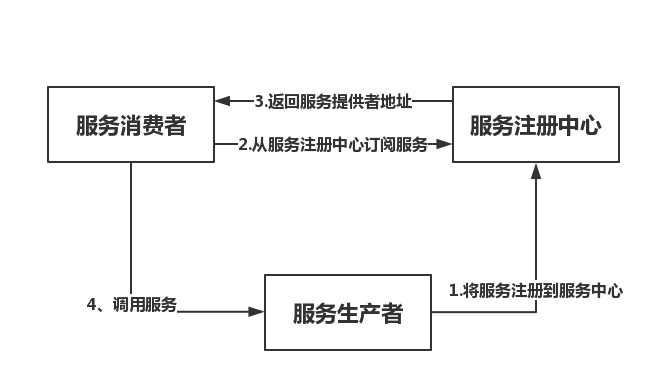 3.返回服务提供者地址
服务消费者
服务注册中心
2.从服务注册中心订阅服务
1.将服务注册到服务中心
4、调用服务
服务生产者